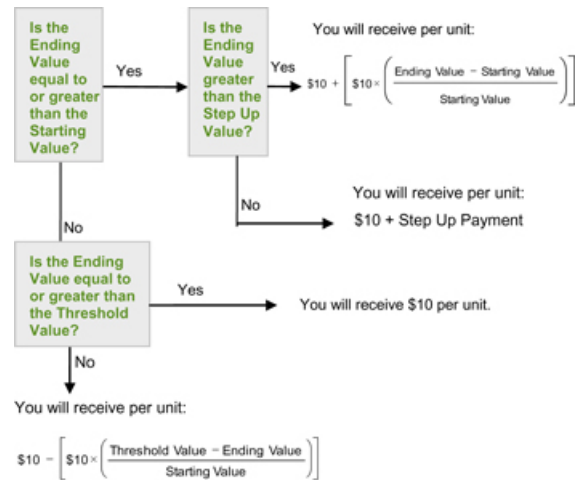 Is the
Ending
Value
equal to
or greater
than the
Starting
Value?
Yes
Is the
Ending
Value
greater
than the
Step Up
Value?
Yes
You will receive per unit:
$10 + [ $10 × ( Ending Value − Starting Value
Starting Value ) ]
No
You will receive per unit:
$10 + Step Up Payment
No
Is the Ending
Value equal to
or greater than
the Threshold
Value?
Yes
You will receive $10 per unit.
No
You will receive per unit:
$10 − [ $10 × ( Threshold Value − Ending Value
Starting Value ) ]